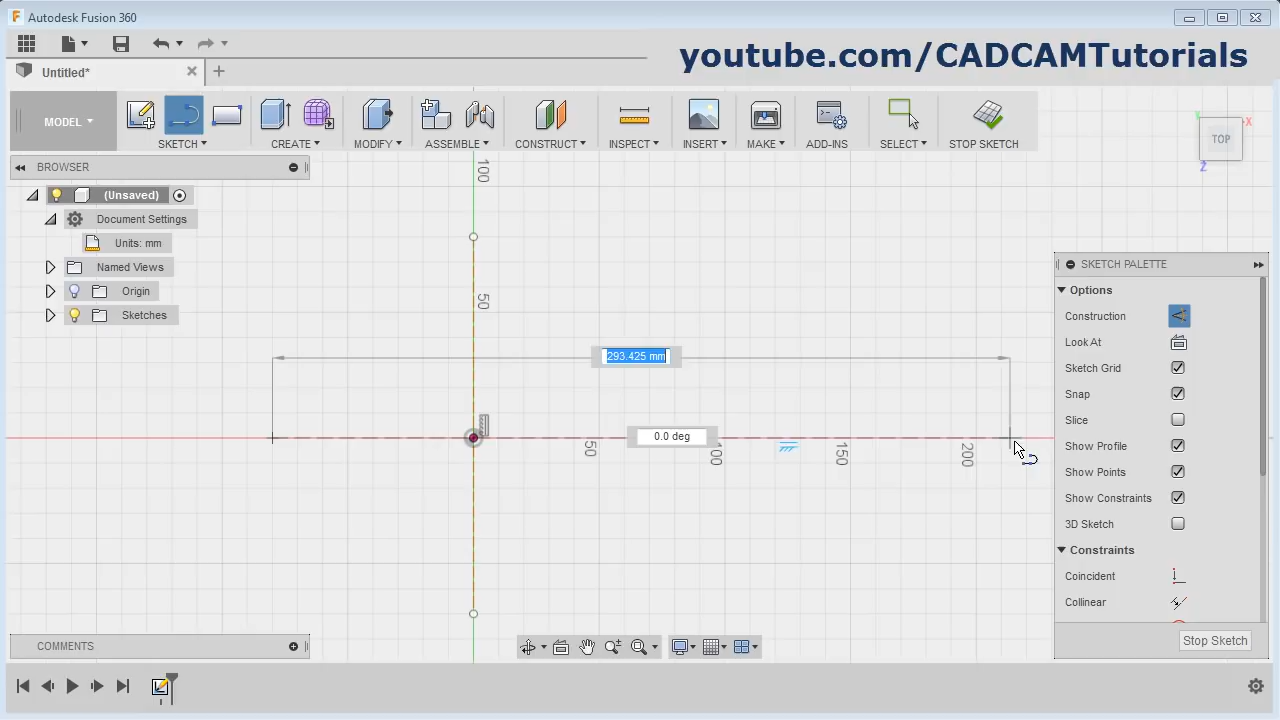 Autodesk Fusion 360
youtube.com/CADCAMTutorials
Untitled*
MODEL
SKETCH
CREATE
MODIFY
ASSEMBLE
CONSTRUCT
INSPECT
INSERT
MAKE
ADD-INS
SELECT
STOP SKETCH
TOP
X
Y
Z
BROWSER
(Unsaved)
Document Settings
Units: mm
Named Views
Origin
Sketches
100
50
293.425 mm
0.0 deg
50
100
150
200
SKETCH PALETTE
Options
Construction
Look At
Sketch Grid
Snap
Slice
Show Profile
Show Points
Show Constraints
3D Sketch
Constraints
Coincident
Collinear
Stop Sketch
COMMENTS